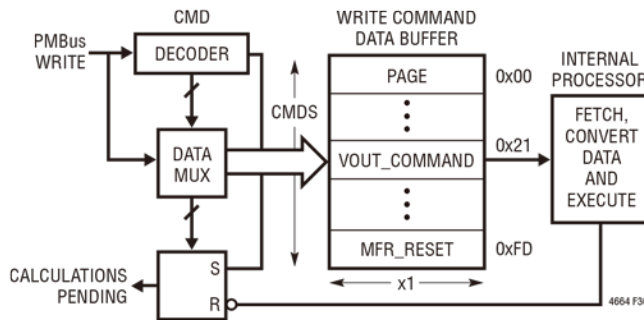 CMD
PMBus
WRITE
DECODER
DATA
MUX
CMDS
S
R
CALCULATIONS
PENDING
WRITE COMMAND
DATA BUFFER
PAGE
0x00
VOUT_COMMAND
0x21
MFR_RESET
0xFD
x1
INTERNAL
PROCESSOR
FETCH,
CONVERT
DATA
AND
EXECUTE